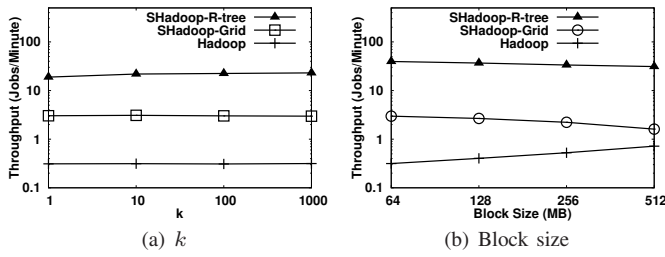 SHadoop-R-tree
SHadoop-Grid
Hadoop
Throughput (Jobs/Minute)
100
10
1
0.1
1
10
100
1000
k
(a) k
SHadoop-R-tree
SHadoop-Grid
Hadoop
Throughput (Jobs/Minute)
100
10
1
0.1
64
128
256
512
Block Size (MB)
(b) Block size